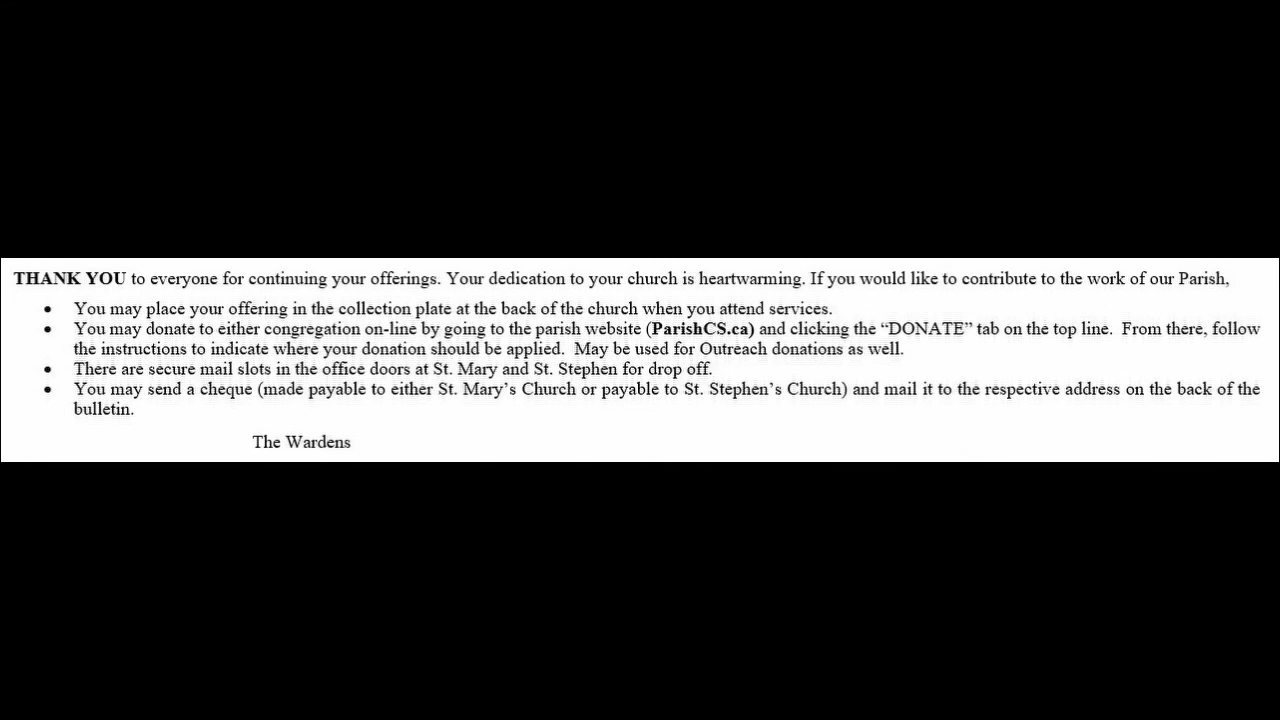 THANK YOU to everyone for continuing your offerings. Your dedication to your church is heartwarming. If you would like to contribute to the work of our Parish,
• You may place your offering in the collection plate at the back of the church when you attend services.
• You may donate to either congregation on-line by going to the parish website (ParishCS.ca) and clicking the “DONATE” tab on the top line.  From there, follow
the instructions to indicate where your donation should be applied.  May be used for Outreach donations as well.
• There are secure mail slots in the office doors at St. Mary and St. Stephen for drop off.
• You may send a cheque (made payable to either St. Mary’s Church or payable to St. Stephen’s Church) and mail it to the respective address on the back of the
bulletin.
The Wardens